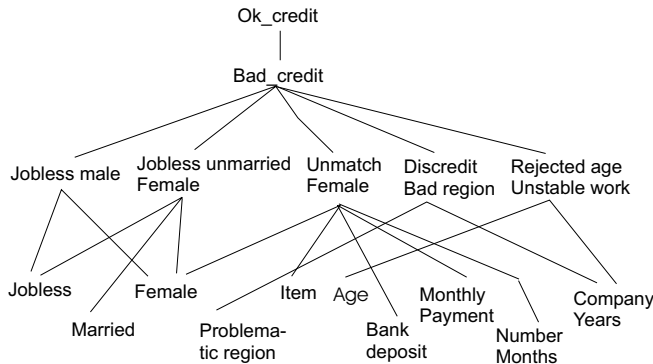 Ok_credit
Bad_credit
Jobless male
Jobless unmarried
Female
Unmatch
Female
Discredit
Bad region
Rejected age
Unstable work
Jobless
Married
Female
Problema-
tic region
Item
Age
Bank
deposit
Monthly
Payment
Number
Months
Company
Years